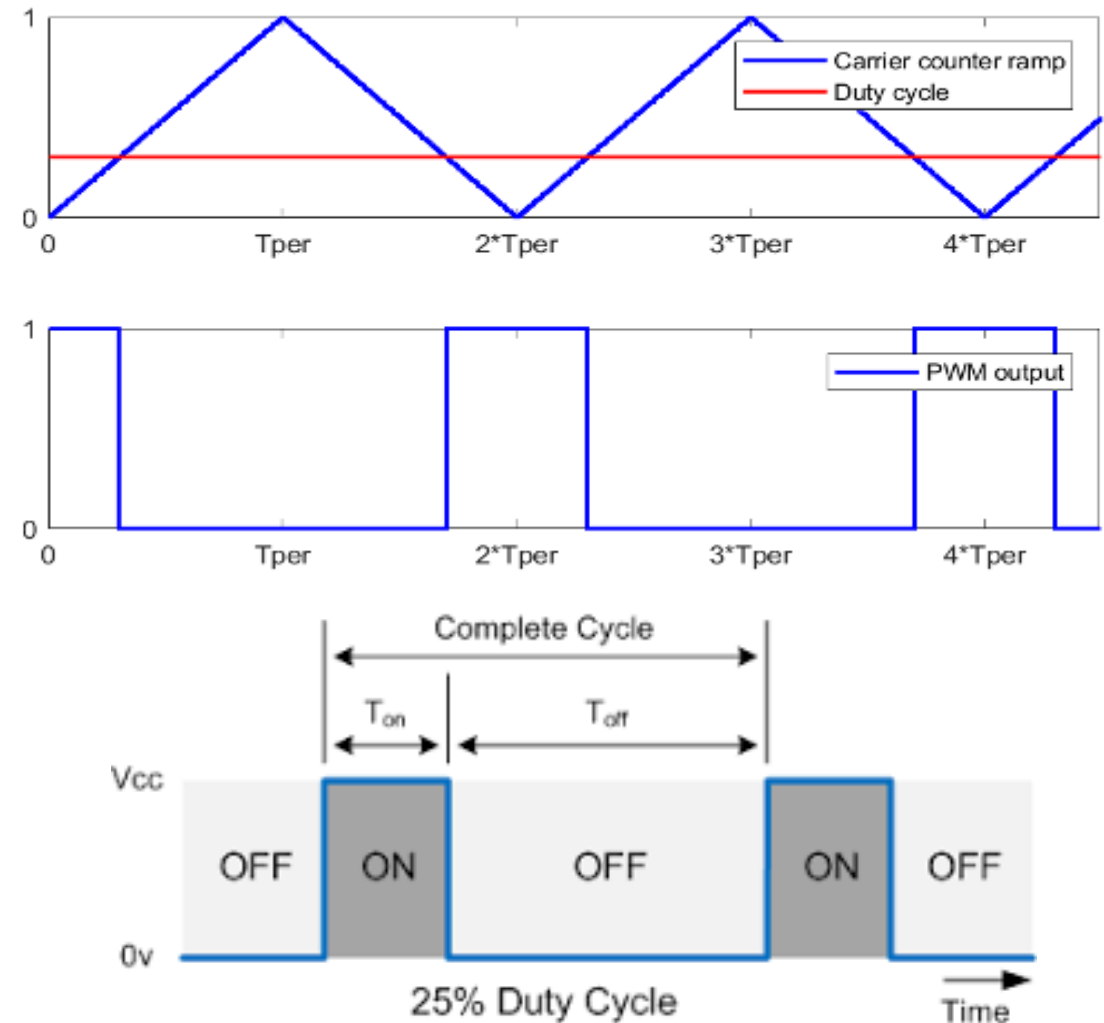 1
Carrier counter ramp
Duty cycle
0
0 Tper 2*Tper 3*Tper 4*Tper
1
PWM output
0
0 Tper 2*Tper 3*Tper 4*Tper
Complete Cycle
Ton Toff
Vcc
OFF ON OFF ON OFF
0v
25% Duty Cycle
Time